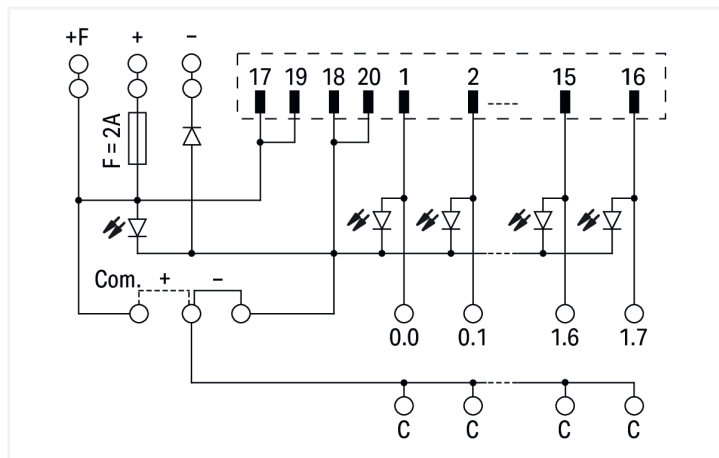 +F + −
17 19 18 20 1 2 15 16
F = 2A
Com. + −
0.0 0.1 1.6 1.7
C C C C